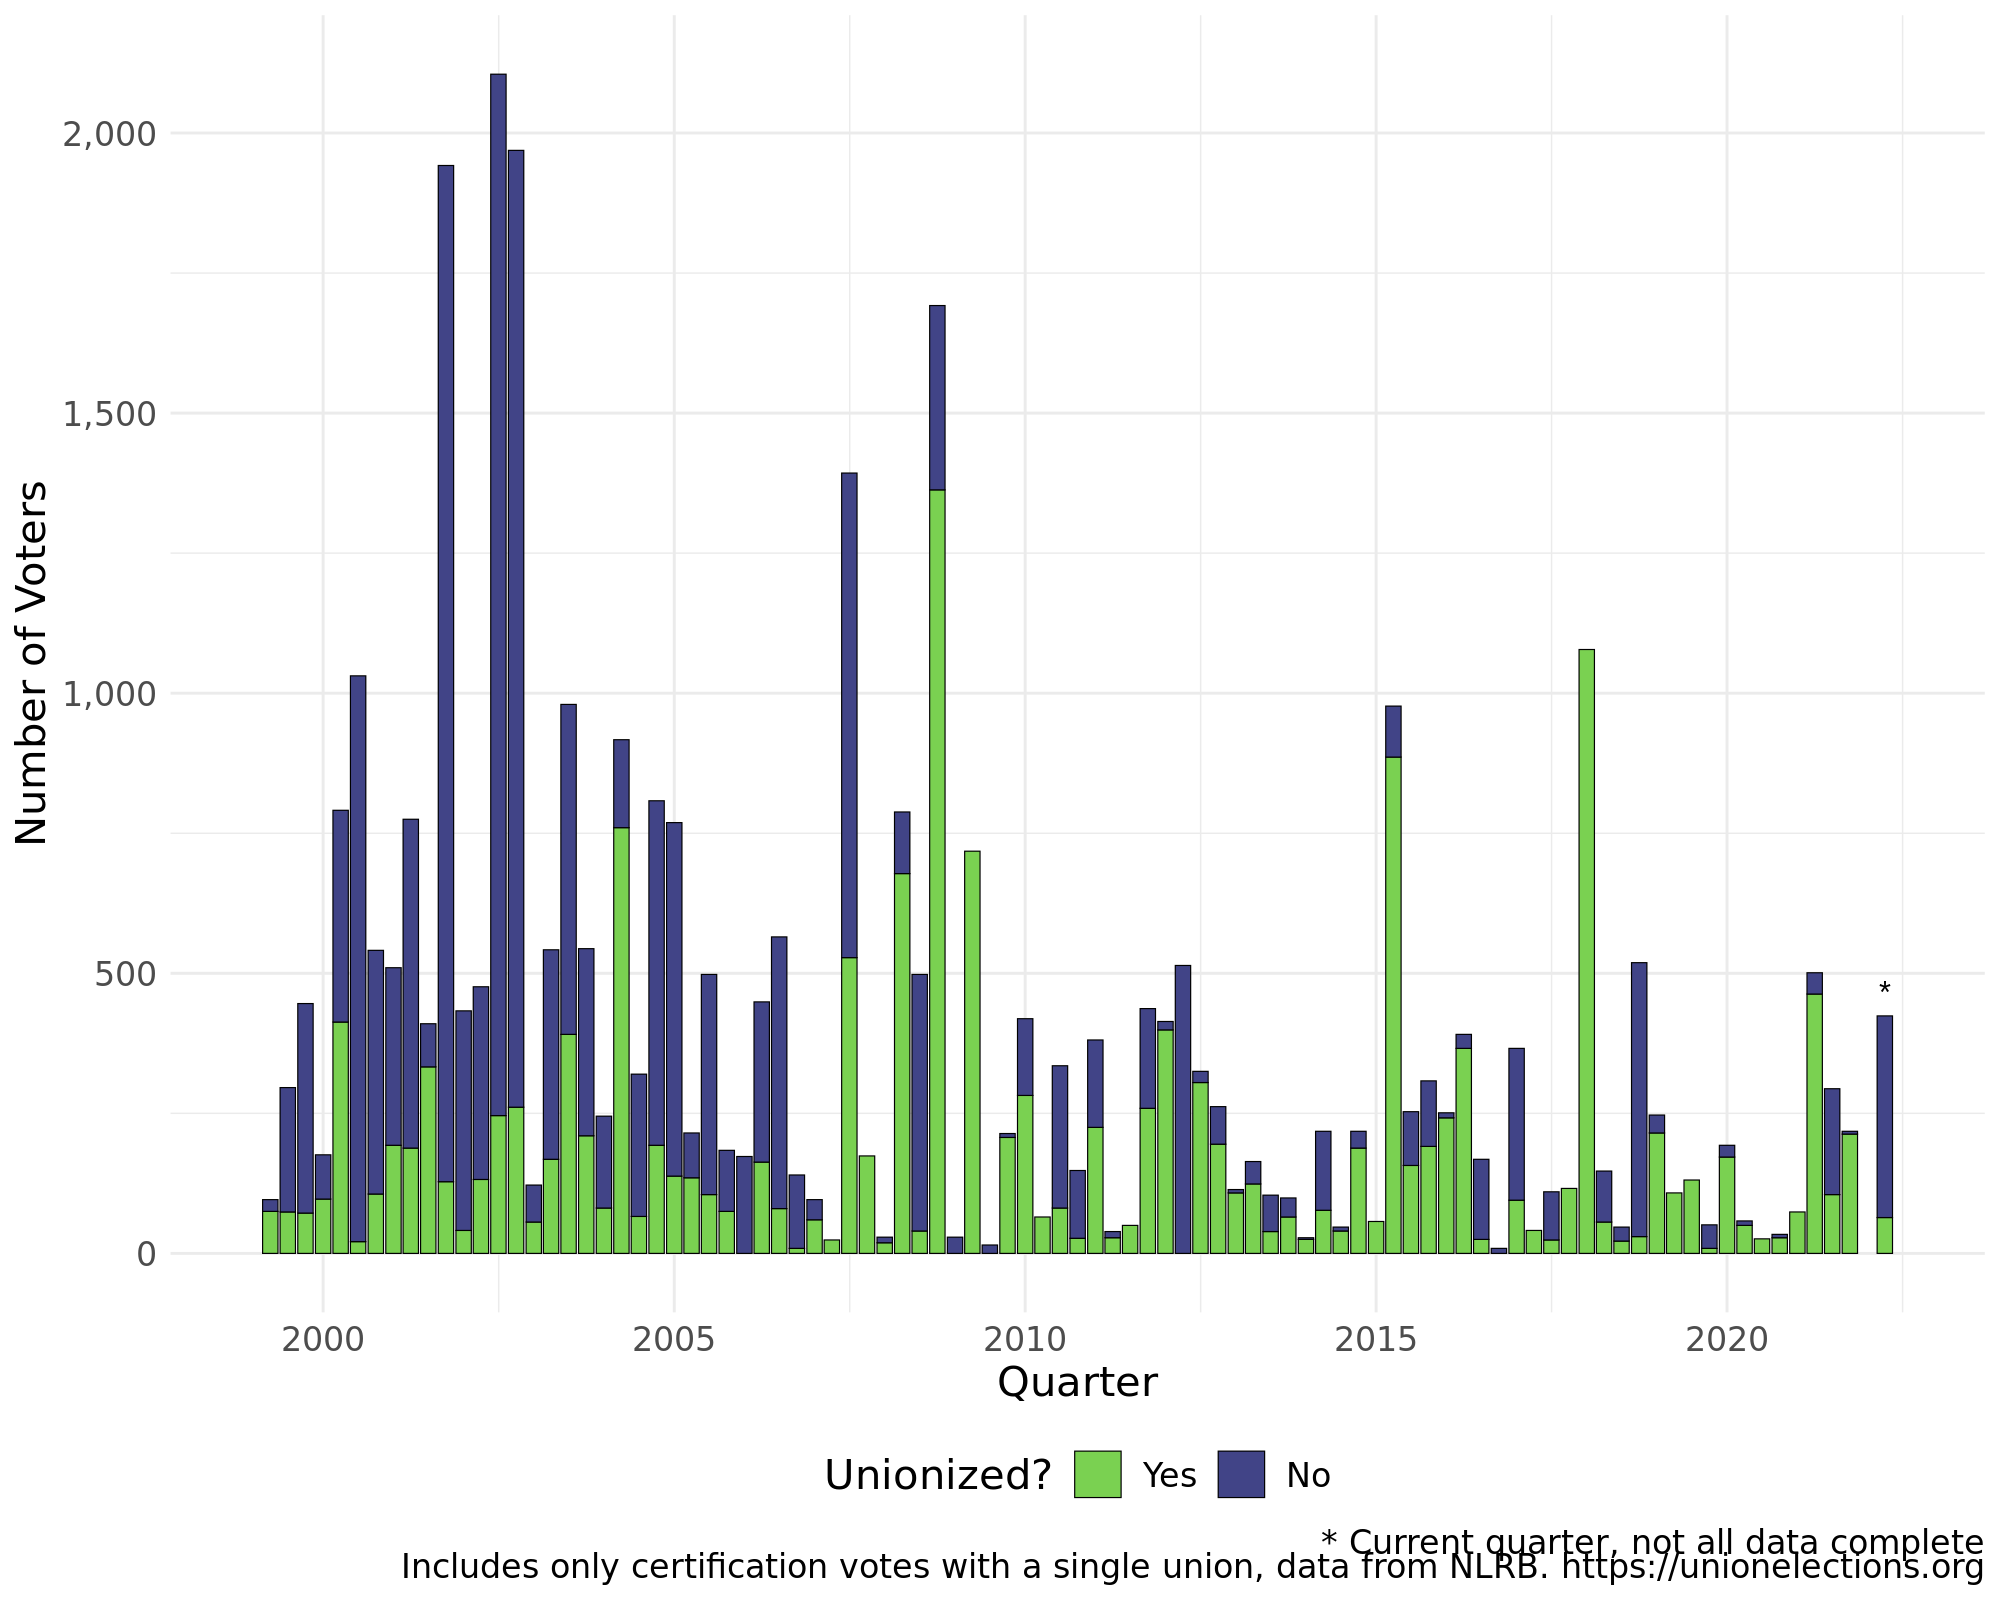 Number of Voters
2,000
1,500
1,000
500
0
*
2000 2005 2010 2015 2020
Quarter
Unionized? Yes No
* Current quarter, not all data complete
Includes only certification votes with a single union, data from NLRB. https://unionelections.org